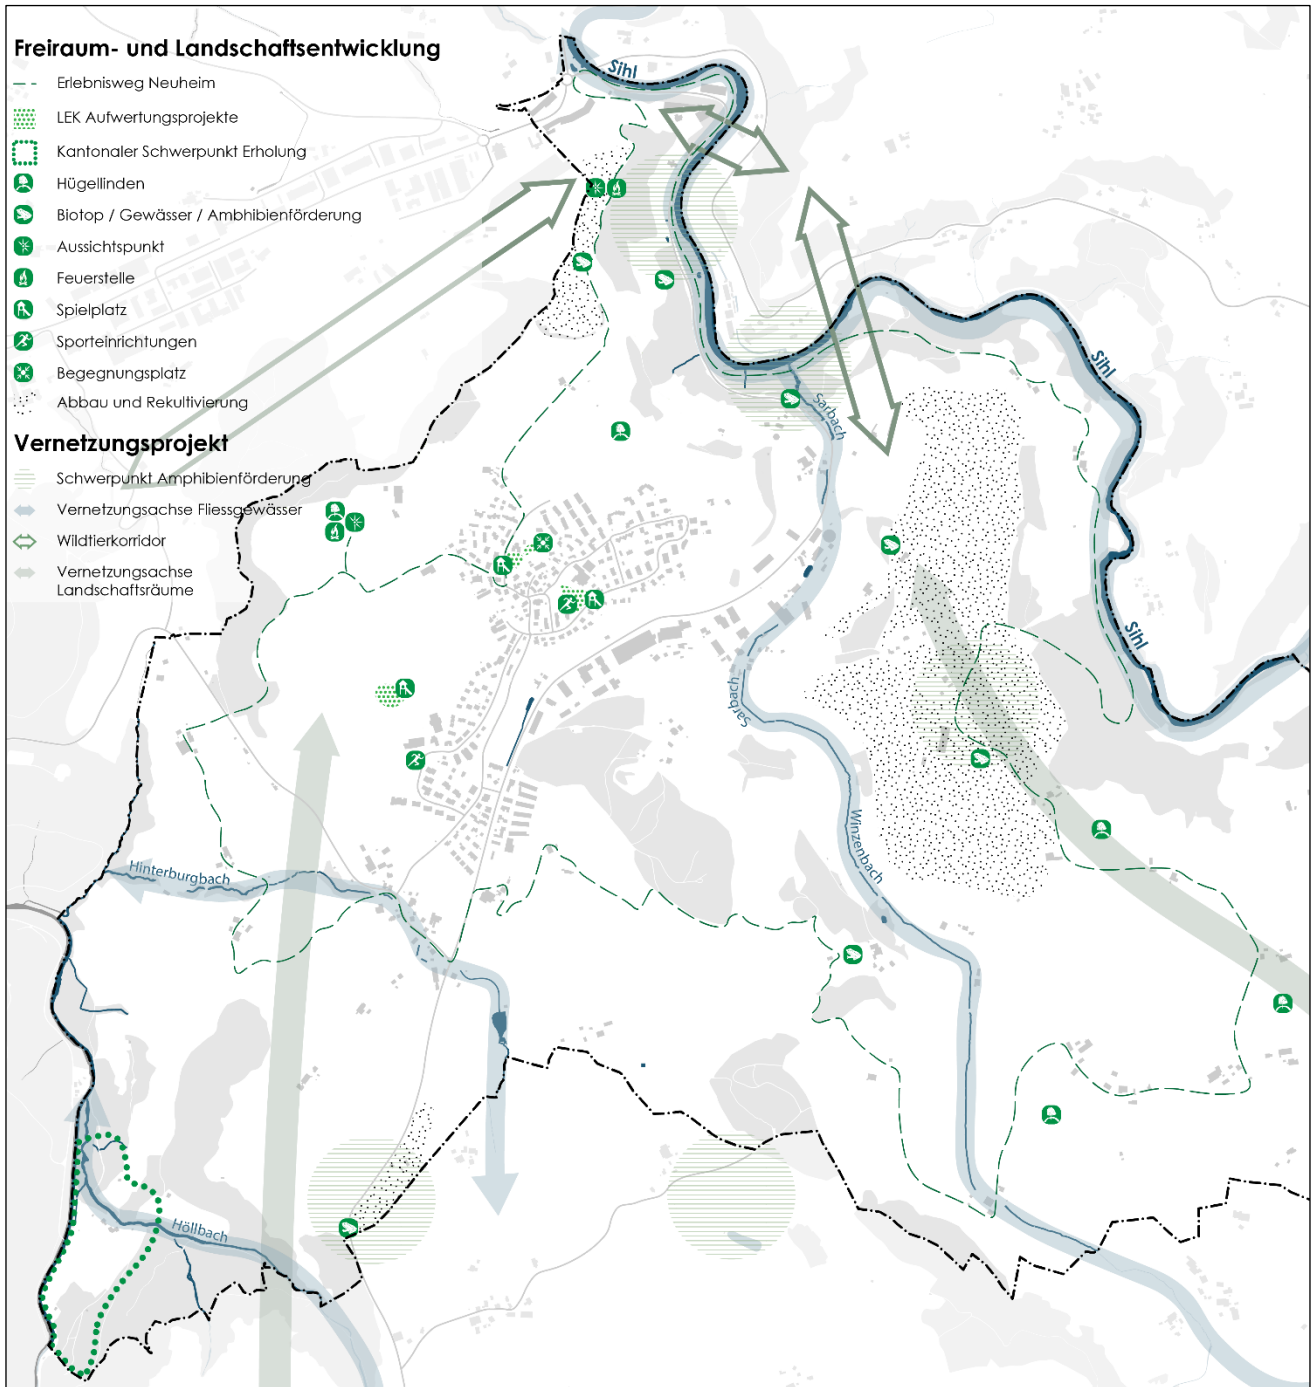 Freiraum- und Landschaftsentwicklung
Erlebnisweg Neuheim
LEK Aufwertungsprojekte
Kantonaler Schwerpunkt Erholung
Hügellinden
Biotop / Gewässer / Ambhibienförderung
Aussichtspunkt
Feuerstelle
Spielplatz
Sporteinrichtungen
Begegnungsplatz
Abbau und Rekultivierung
Vernetzungsprojekt
Schwerpunkt Amphibienförderung
Vernetzungsachse Fliessgewässer
Wildtierkorridor
Vernetzungsachse
Landschaftsräume
Sihl
Sihl
Sarbach
Sihl
Sarbach
Winzenbach
Hinterburgbach
Höllbach